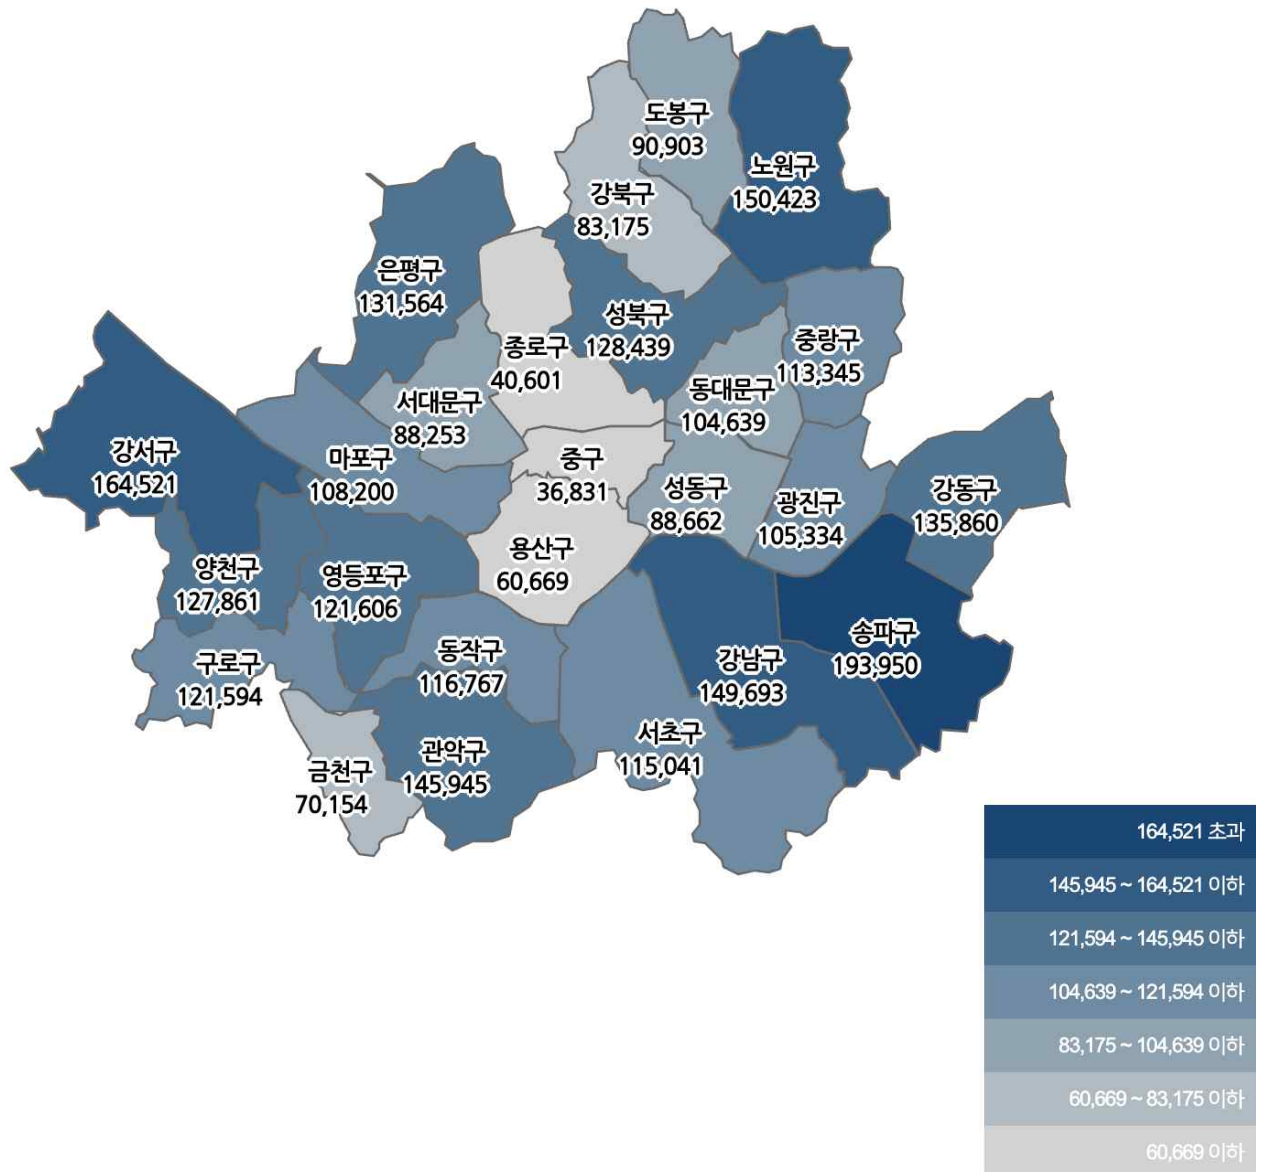 도봉구
90,903
노원구
150,423
강북구
83,175
은평구
131,564
성북구
128,439
종로구
40,601
중랑구
113,345
동대문구
104,639
서대문구
88,253
강서구
164,521
마포구
108,200
중구
36,831
성동구
88,662
광진구
105,334
강동구
135,860
용산구
60,669
양천구
127,861
영등포구
121,606
송파구
193,950
구로구
121,594
동작구
116,767
강남구
149,693
서초구
115,041
관악구
145,945
금천구
70,154
164,521 초과
145,945 ~ 164,521 이하
121,594 ~ 145,945 이하
104,639 ~ 121,594 이하
83,175 ~ 104,639 이하
60,669 ~ 83,175 이하
60,669 이하